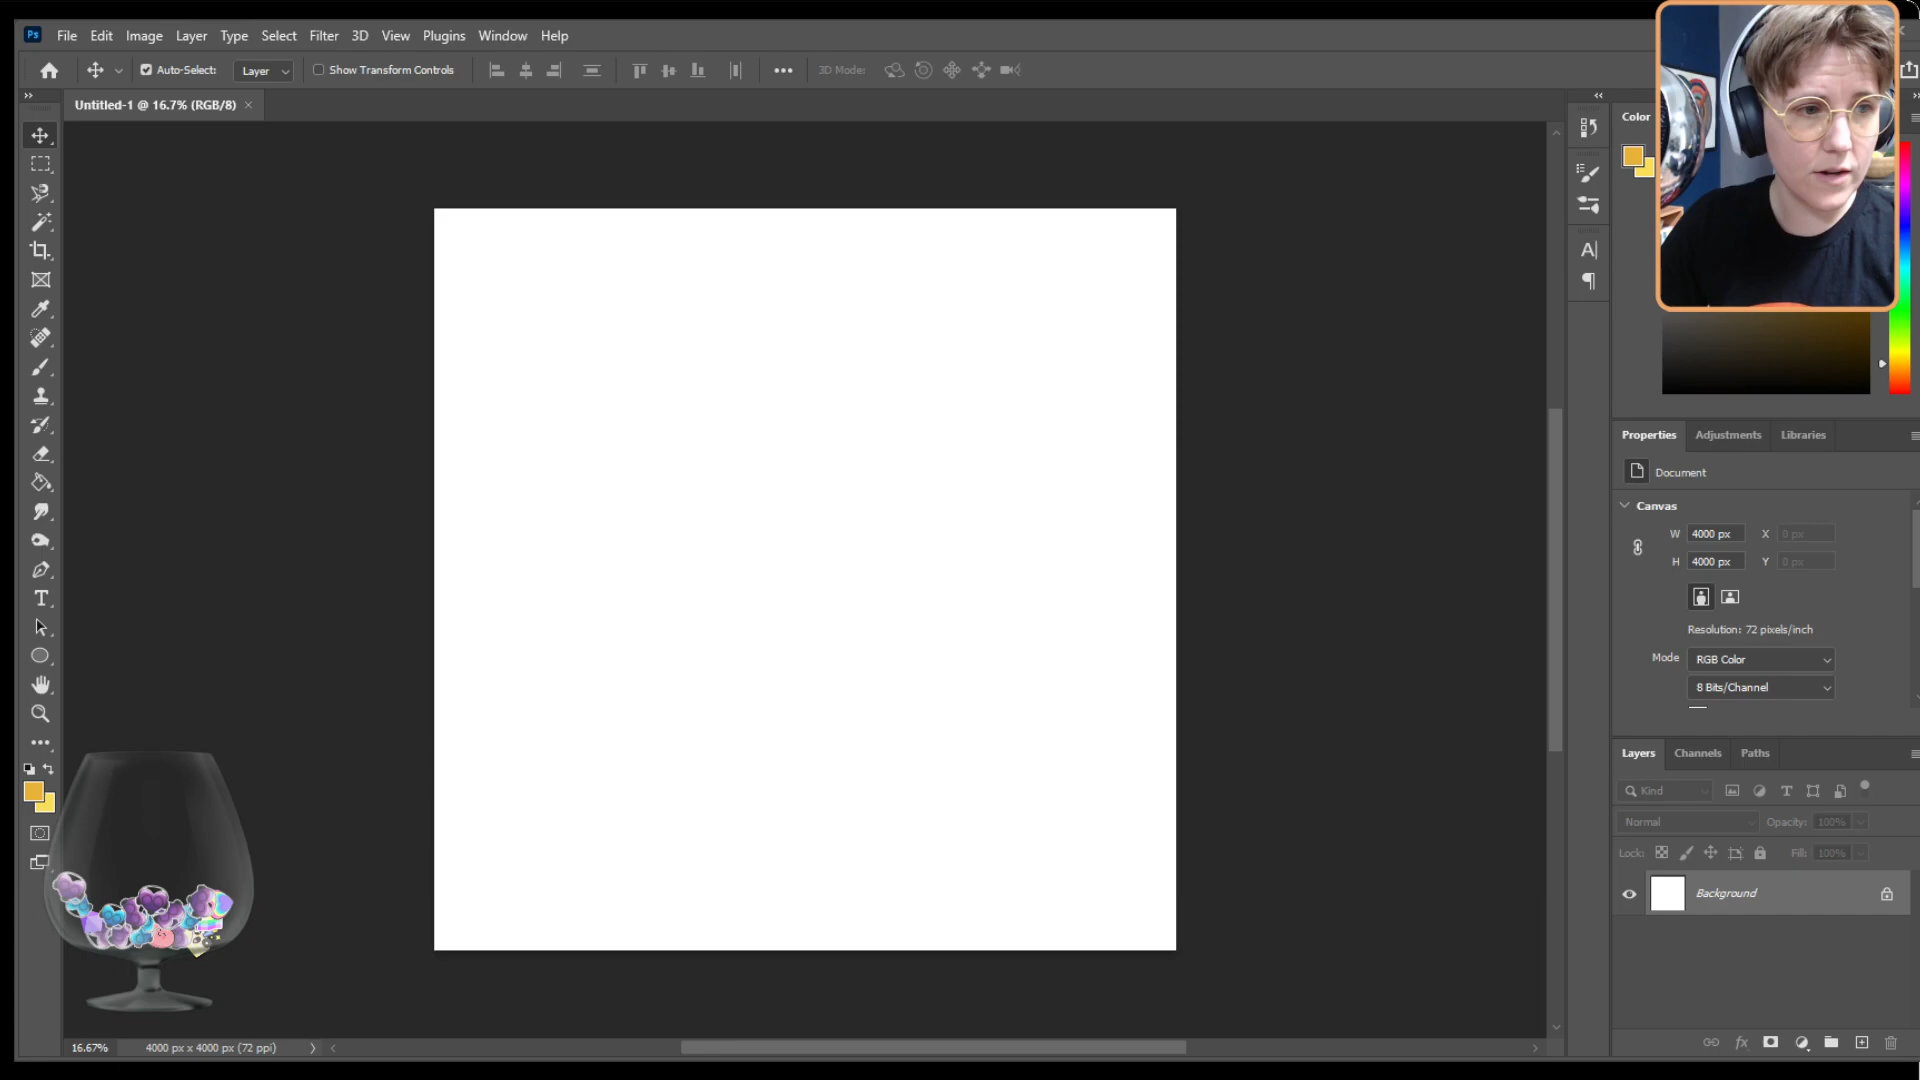 Ps File Edit Image Layer Type Select Filter 3D View Plugins Window Help
Auto-Select: Layer Show Transform Controls 3D Mode:
Untitled-1 @ 16.7% (RGB/8) ×
Color
A|
Properties Adjustments Libraries
Document
Canvas
W 4000 px X 0 px
H 4000 px Y 0 px
Resolution: 72 pixels/inch
Mode RGB Color
8 Bits/Channel
Layers Channels Paths
Kind
Normal Opacity: 100%
Lock: Fill: 100%
Background
fx
16.67% 4000 px x 4000 px (72 ppi)